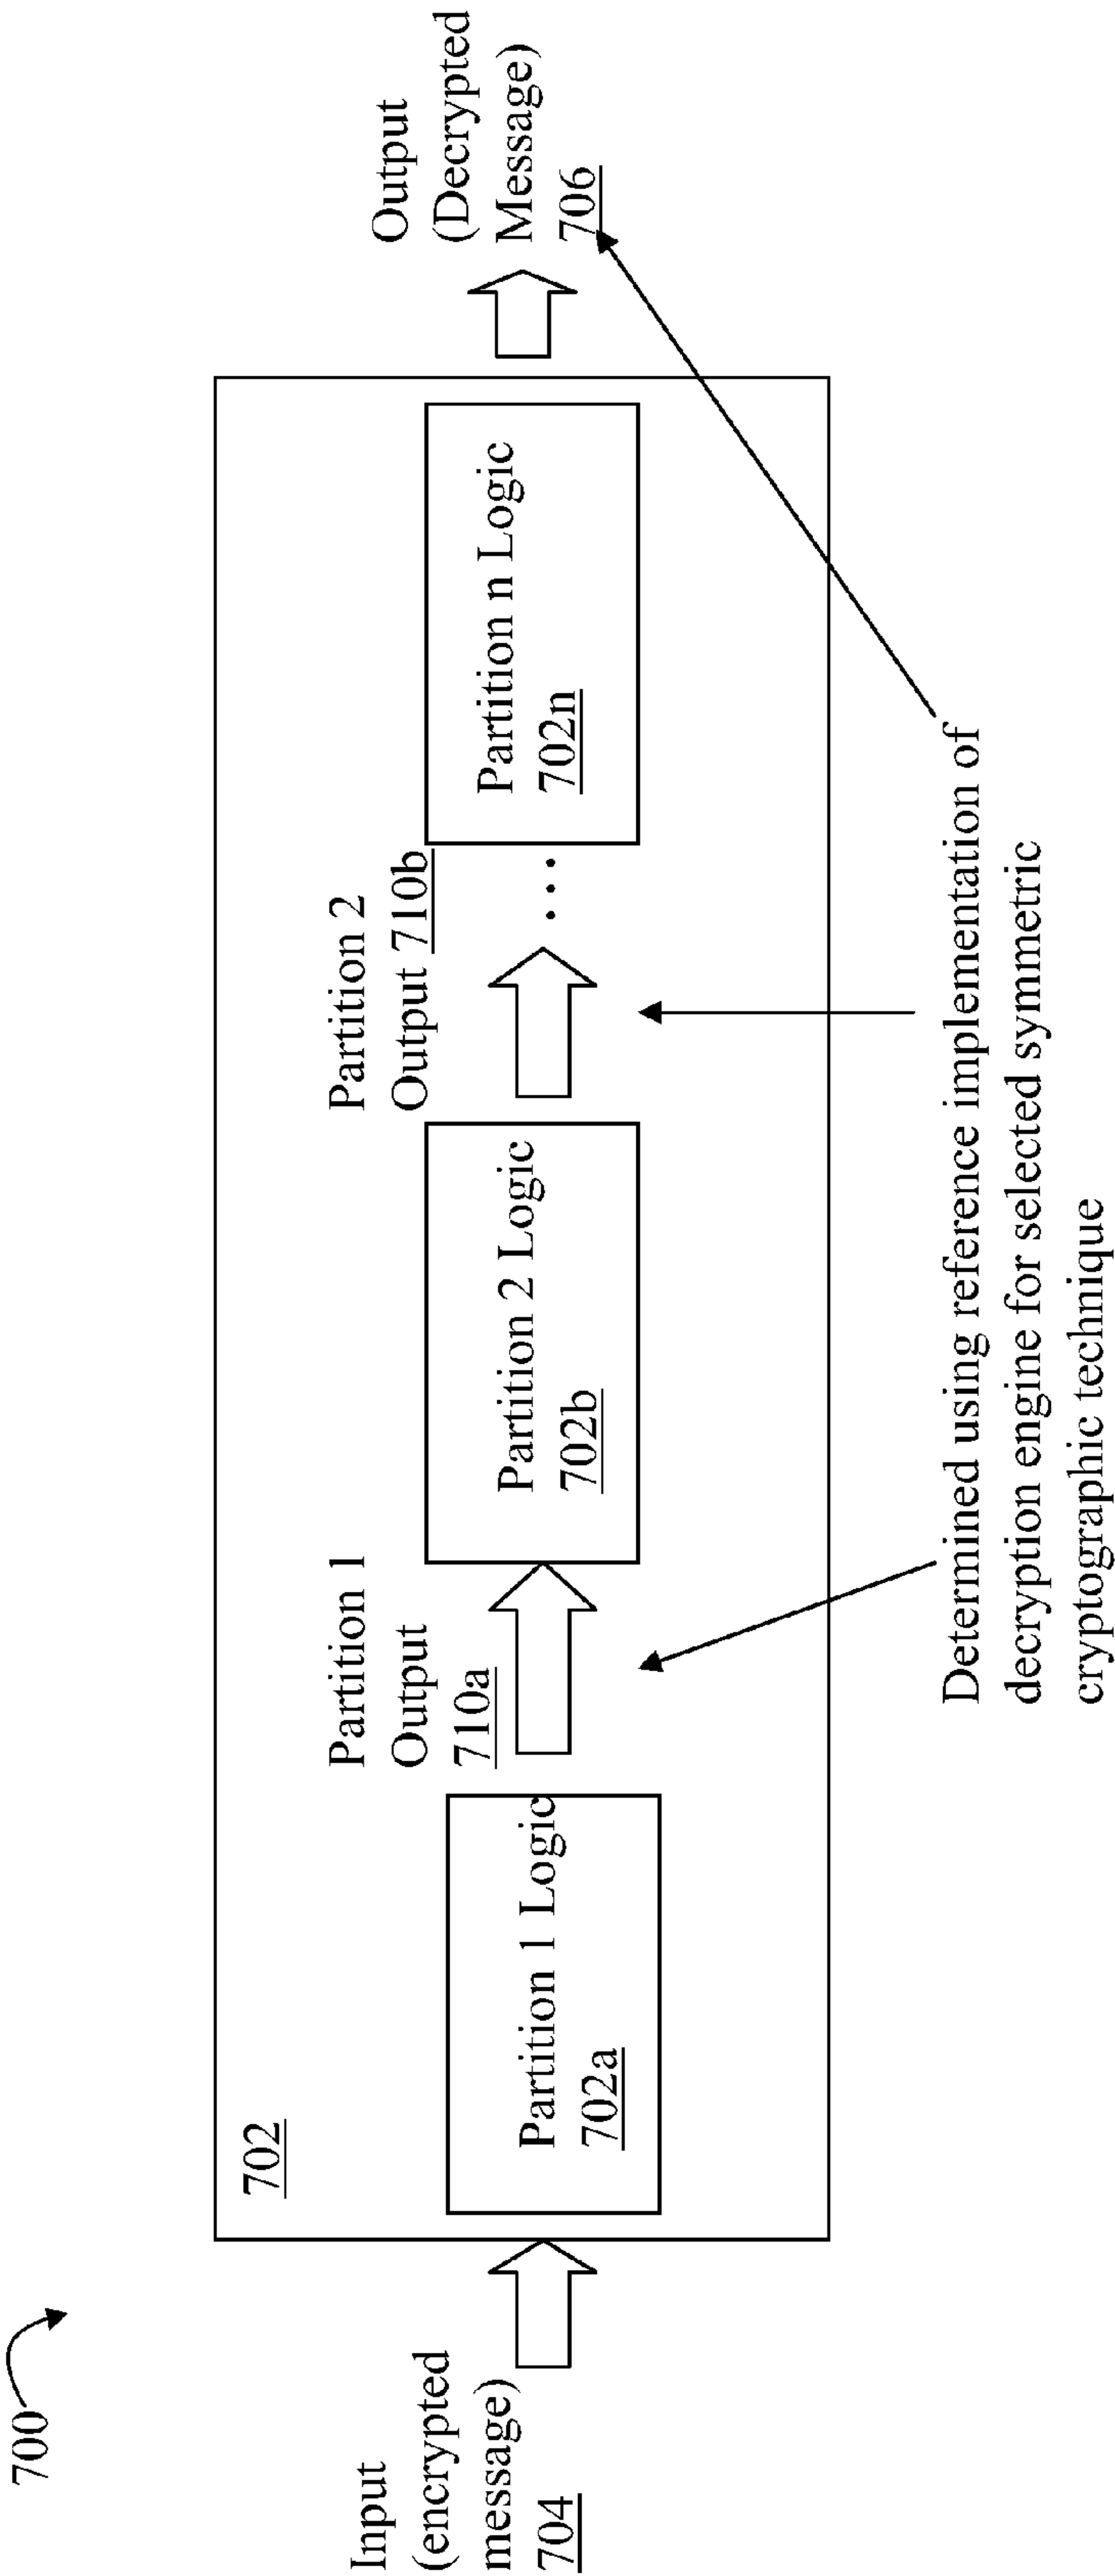 700
702
Input
(encrypted
message)
704
Partition 1 Logic
702a
Partition 1
Output
710a
Partition 2 Logic
702b
Partition 2
Output 710b
...
Partition n Logic
702n
Output
(Decrypted
Message)
706
Determined using reference implementation of
decryption engine for selected symmetric
cryptographic technique